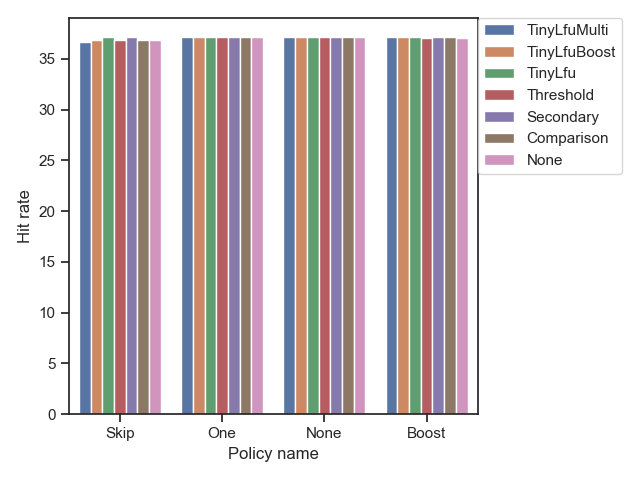 TinyLfuMulti
TinyLfuBoost
TinyLfu
Threshold
Secondary
Comparison
None
Hit rate
35
30
25
20
15
10
5
0
Skip One None Boost
Policy name